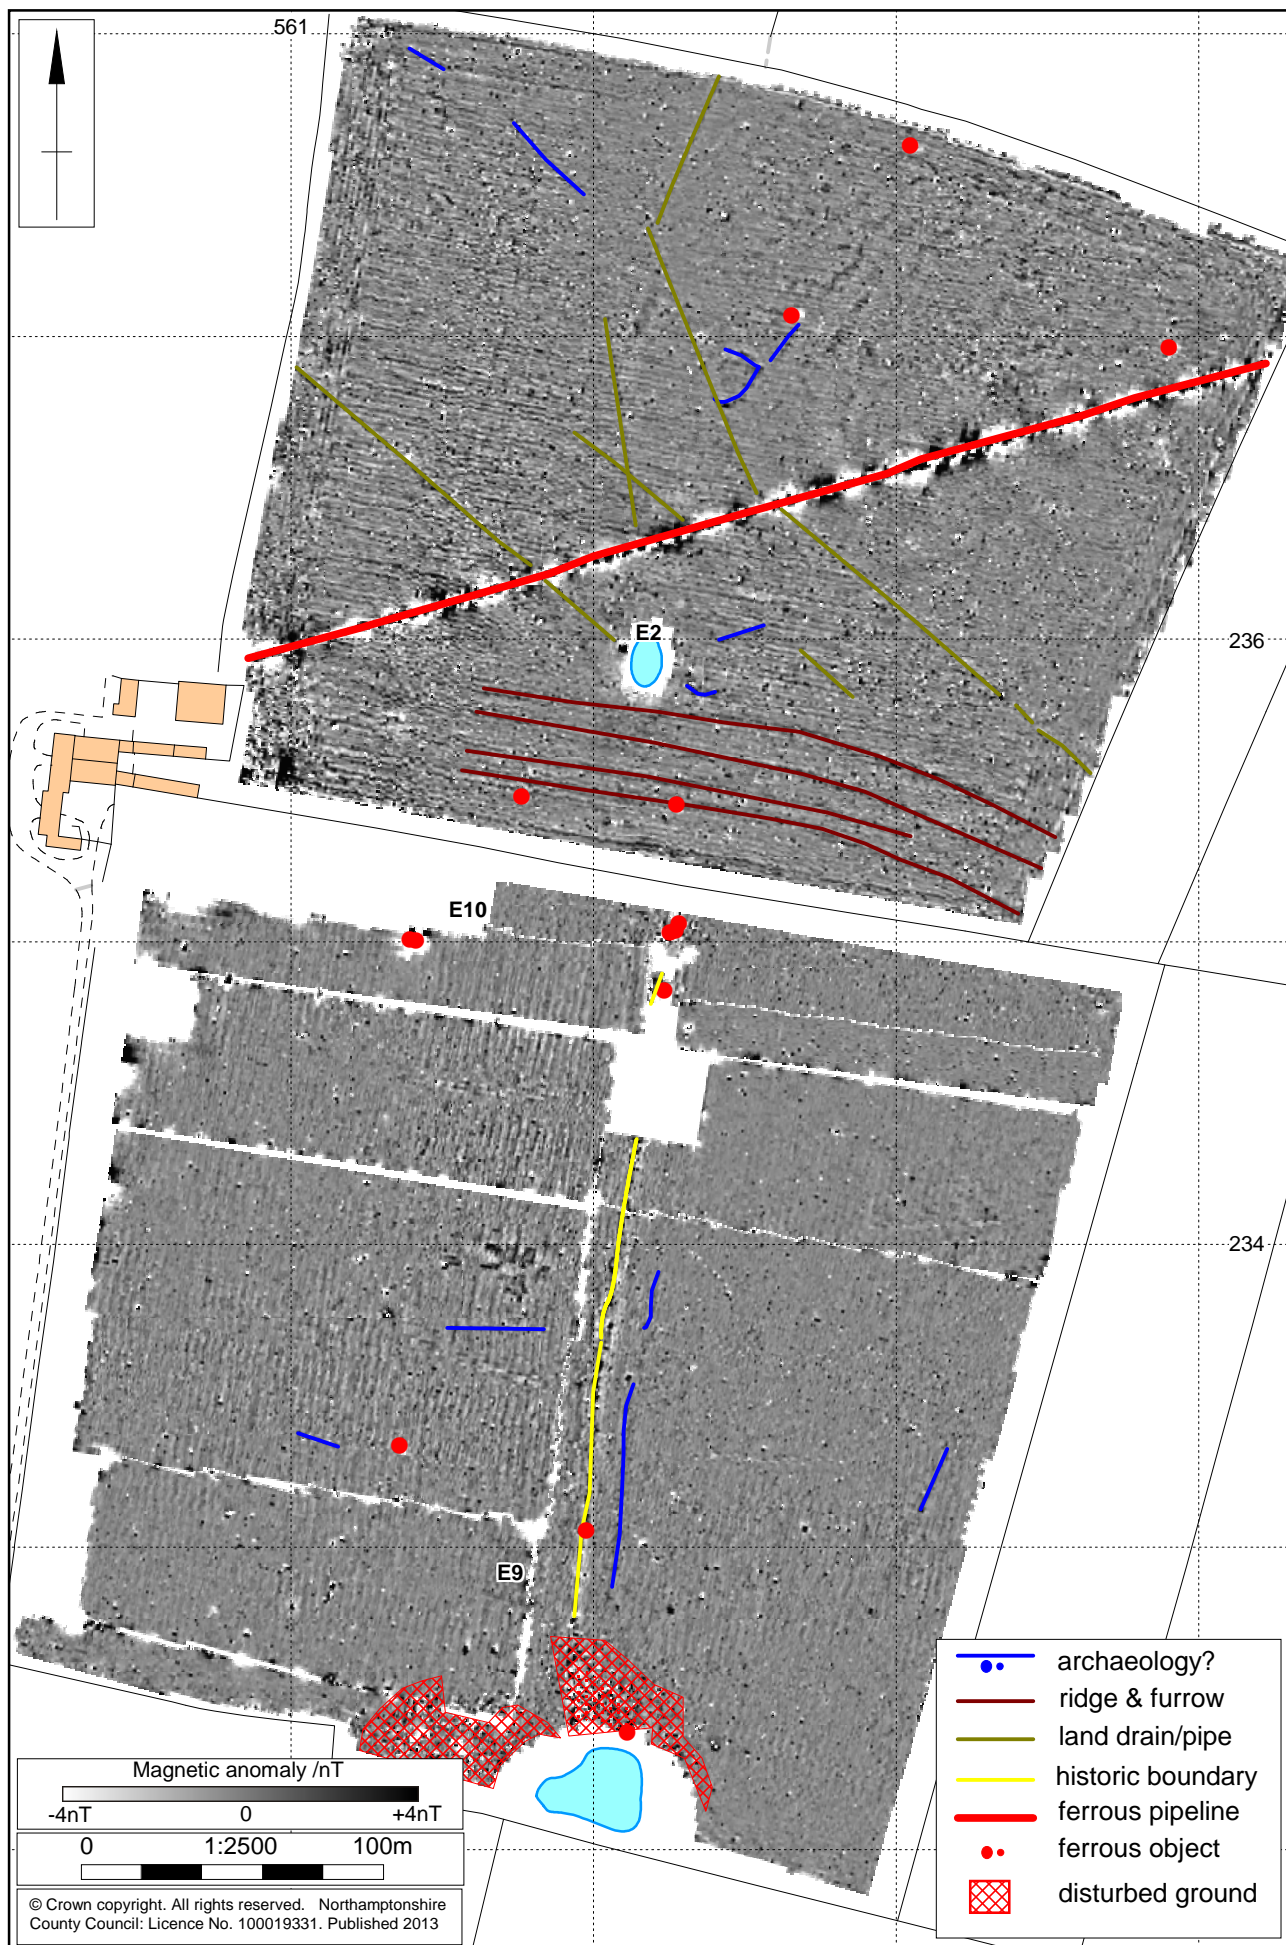 561
E2
236
E10
234
E9
archaeology?
ridge & furrow
land drain/pipe
historic boundary
ferrous pipeline
ferrous object
disturbed ground
Magnetic anomaly /nT
-4nT 0 +4nT
0 1:2500 100m
© Crown copyright. All rights reserved. Northamptonshire
County Council: Licence No. 100019331. Published 2013